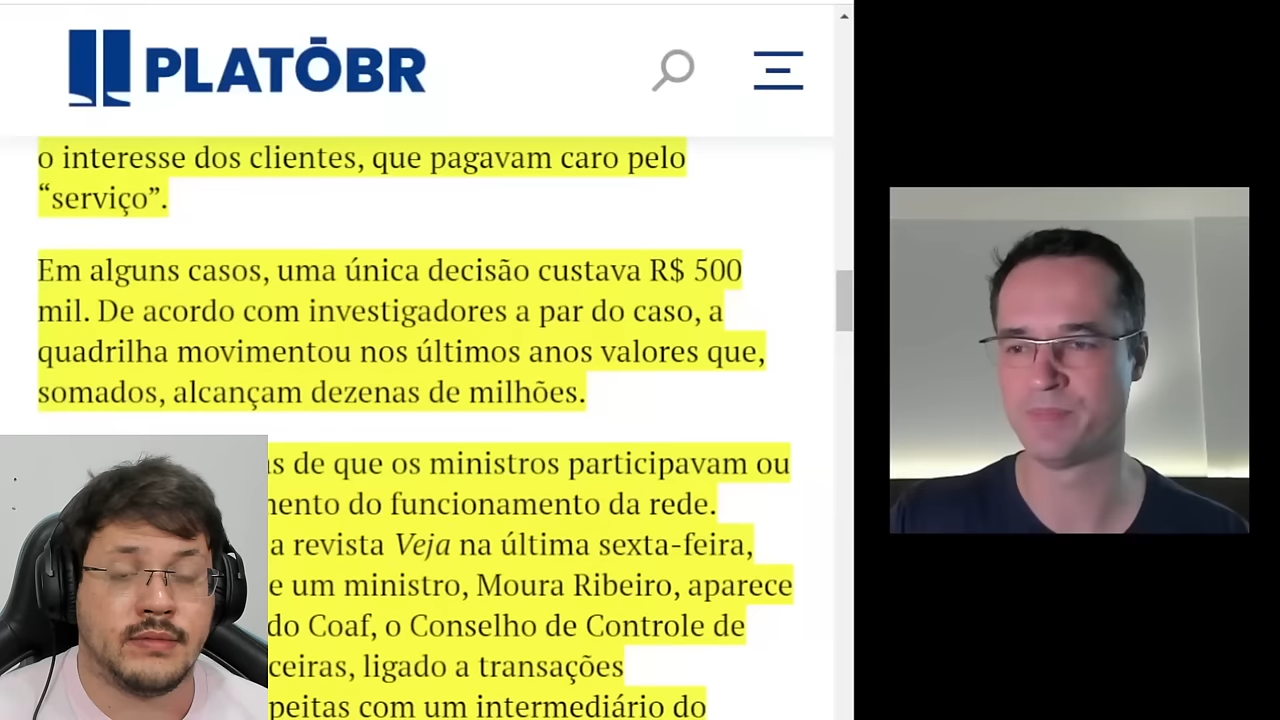 PLATŌBR
o interesse dos clientes, que pagavam caro pelo
“serviço”.
Em alguns casos, uma única decisão custava R$ 500
mil. De acordo com investigadores a par do caso, a
quadrilha movimentou nos últimos anos valores que,
somados, alcançam dezenas de milhões.
de que os ministros participavam ou
do funcionamento da rede.
a revista Veja na última sexta-feira,
e um ministro, Moura Ribeiro, aparece
do Coaf, o Conselho de Controle de
ligado a transações
com um intermediário do